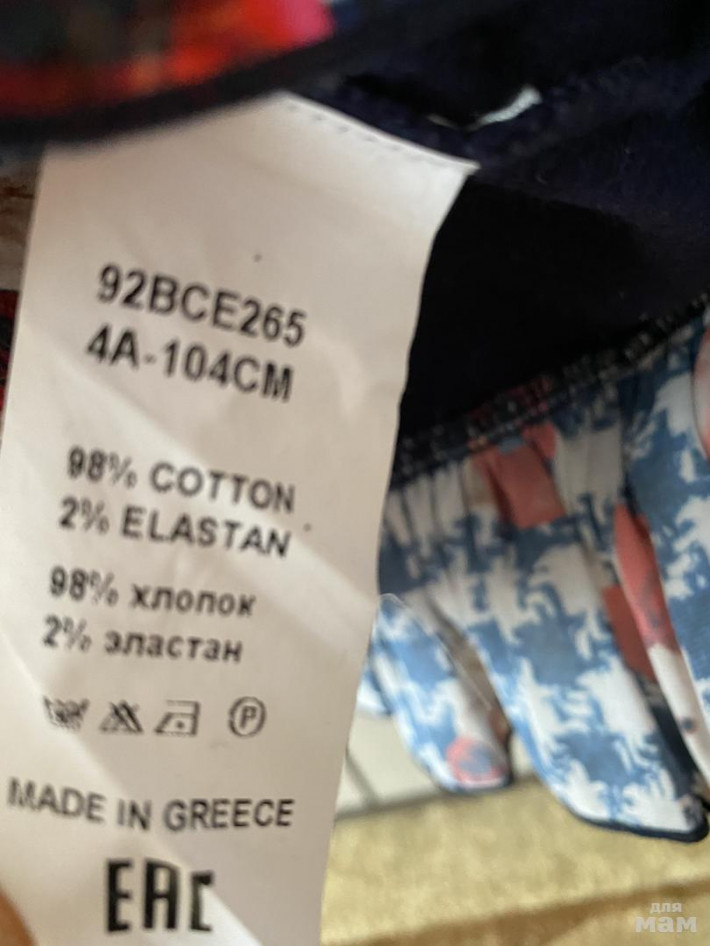 92BCE265
4A-104CM
98% COTTON
2% ELASTAN
98% хлопок
2% эластан
P
MADE IN GREECE
EAC
для
мам